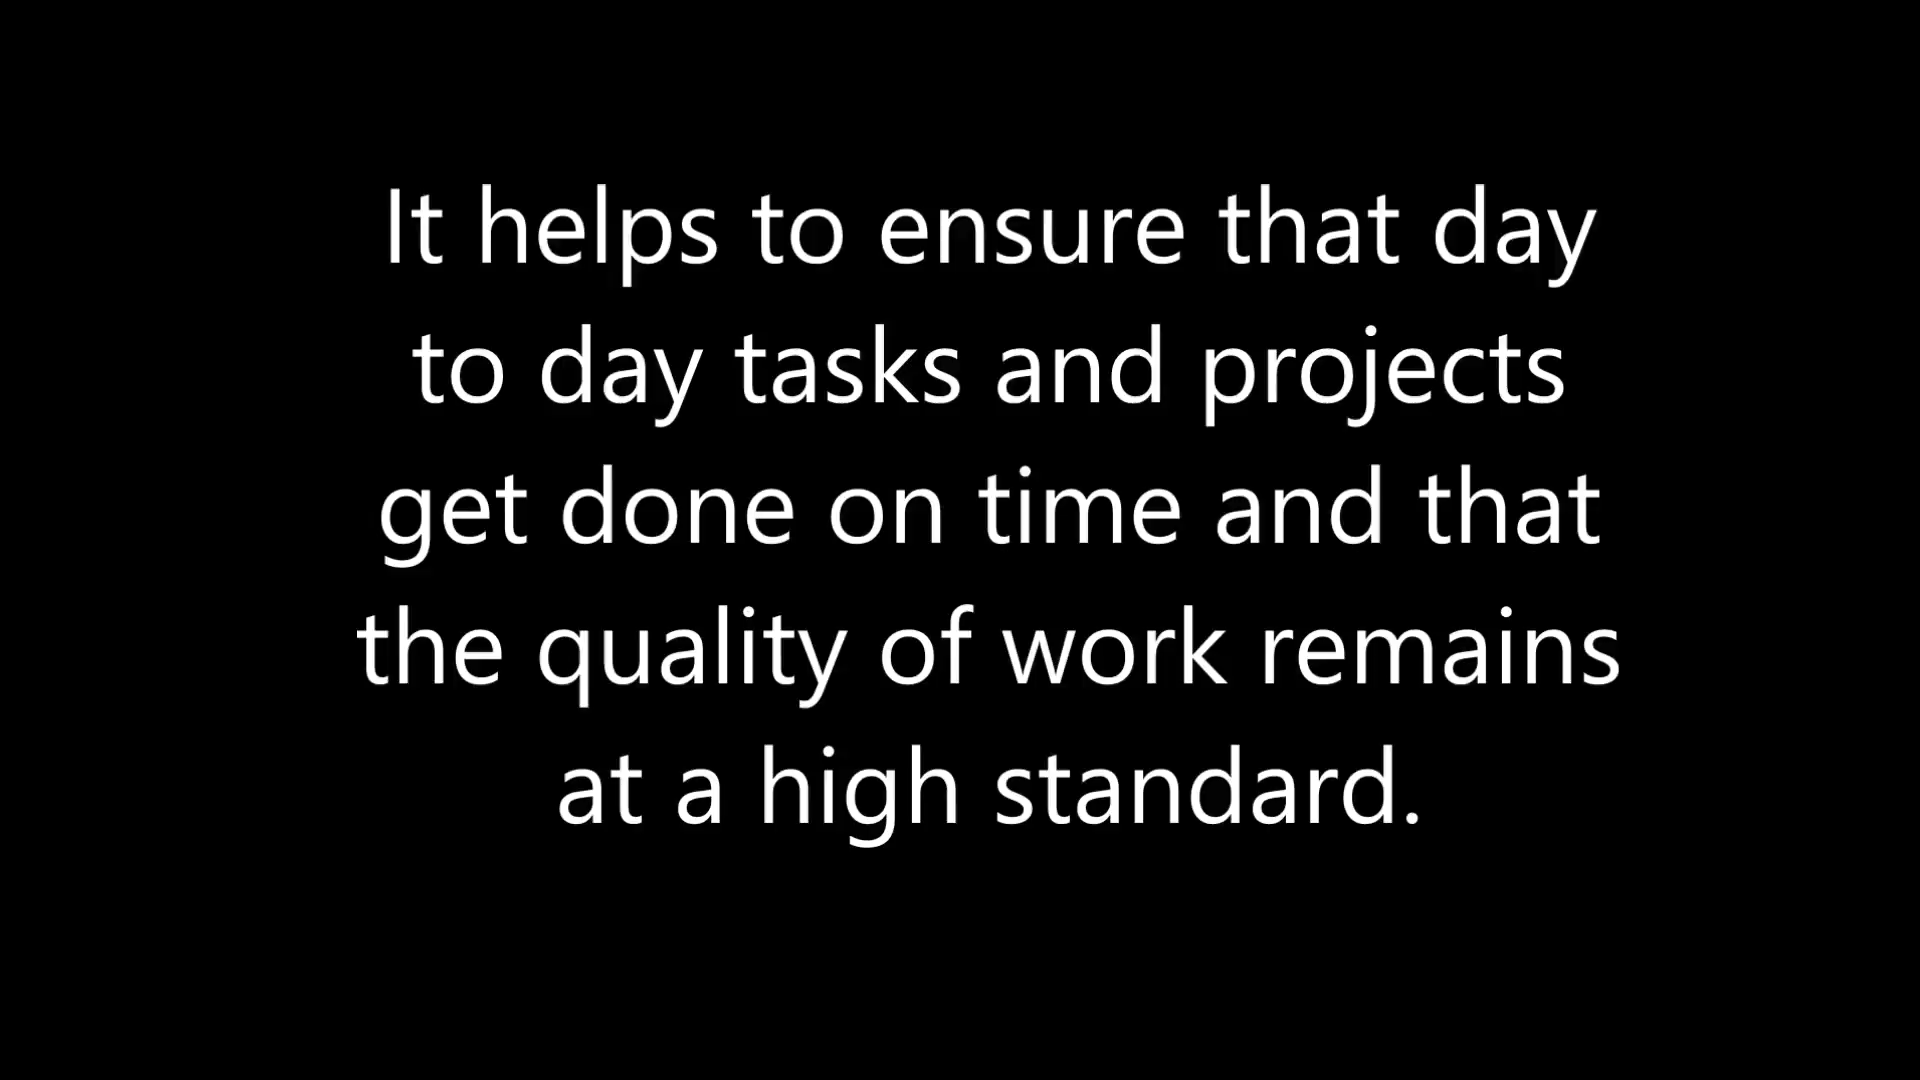 It helps to ensure that day
to day tasks and projects
get done on time and that
the quality of work remains
at a high standard.